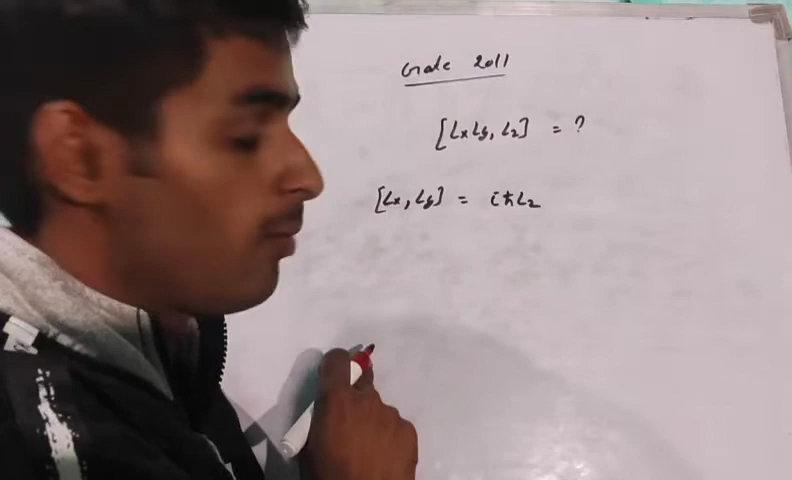 Gate 2011
[LxLy, Lz] = ?
[Lx, Ly] = iℏLz